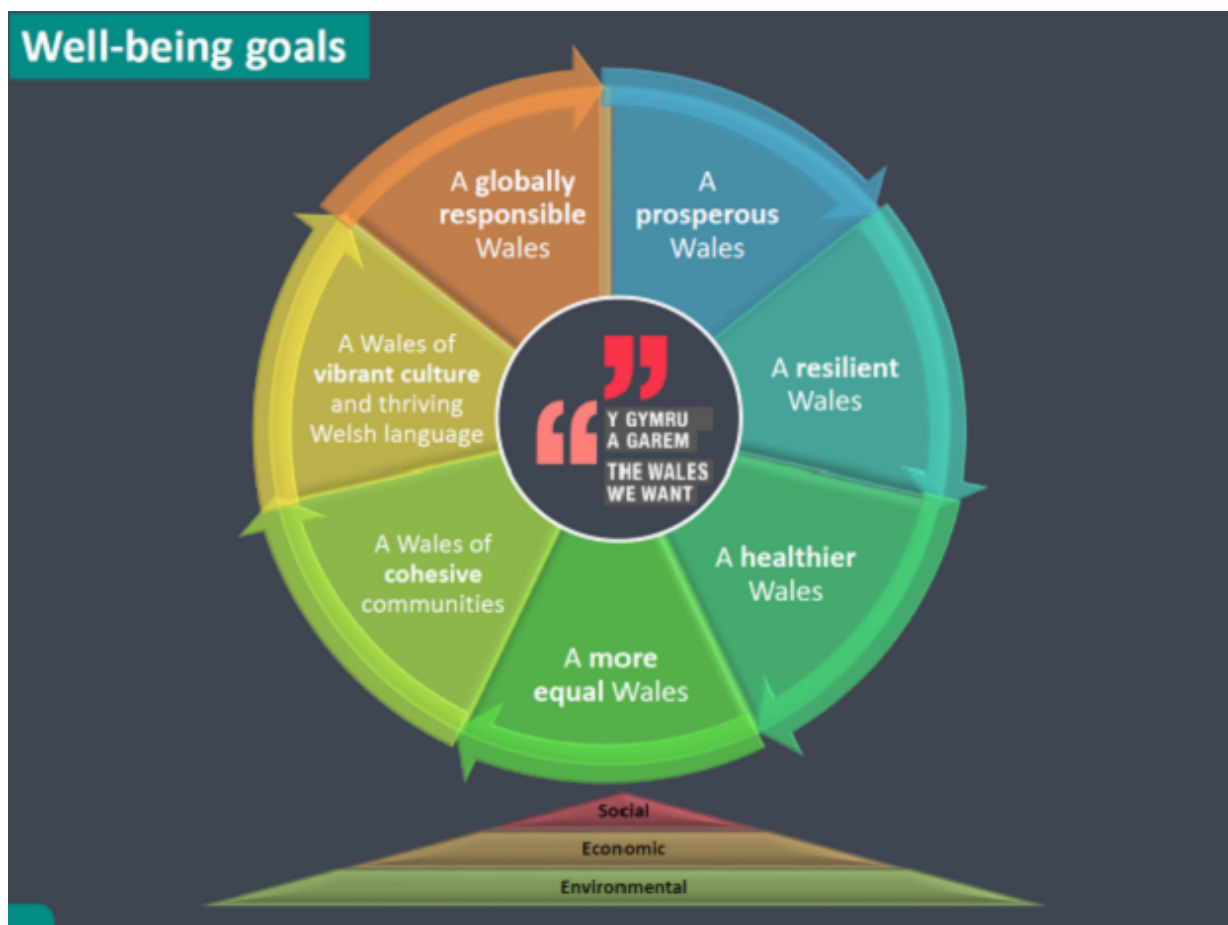 Well-being goals
A globally
responsible
Wales
A
prosperous
Wales
A resilient
Wales
A healthier
Wales
A more
equal Wales
A Wales of
cohesive
communities
A Wales of
vibrant culture
and thriving
Welsh language
Y GYMRU
A GAREM
THE WALES
WE WANT
Social
Economic
Environmental